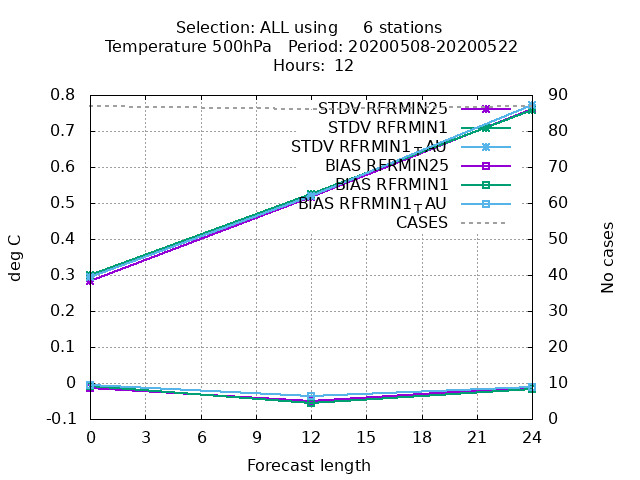 Selection: ALL using     6 stations
Temperature 500hPa   Period: 20200508-20200522
Hours:  12
0.8
0.7
0.6
0.5
0.4
0.3
0.2
0.1
0
-0.1
deg C
90
80
70
60
50
40
30
20
10
0
No cases
STDV RFRMIN25
STDV RFRMIN1
STDV RFRMIN1┬AU
BIAS RFRMIN25
BIAS RFRMIN1
BIAS RFRMIN1┬AU
CASES
0 3 6 9 12 15 18 21 24
Forecast length